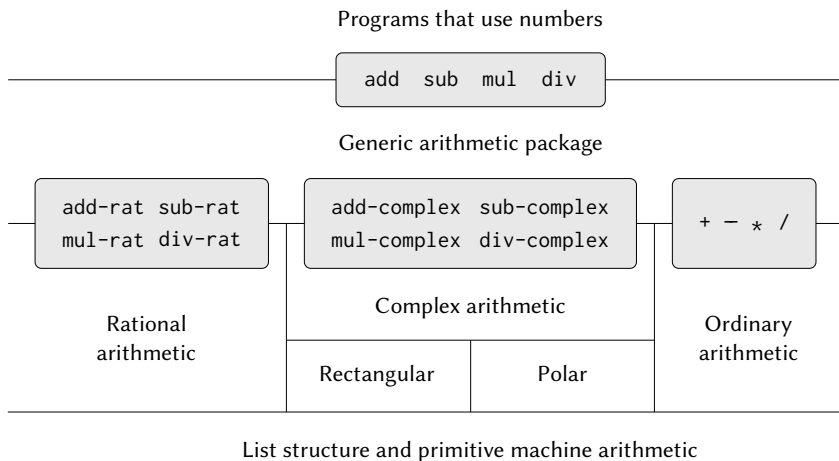 Programs that use numbers
add sub mul div
Generic arithmetic package
add-rat sub-rat
mul-rat div-rat
add-complex sub-complex
mul-complex div-complex
+ − * /
Rational
arithmetic
Complex arithmetic
Rectangular
Polar
Ordinary
arithmetic
List structure and primitive machine arithmetic